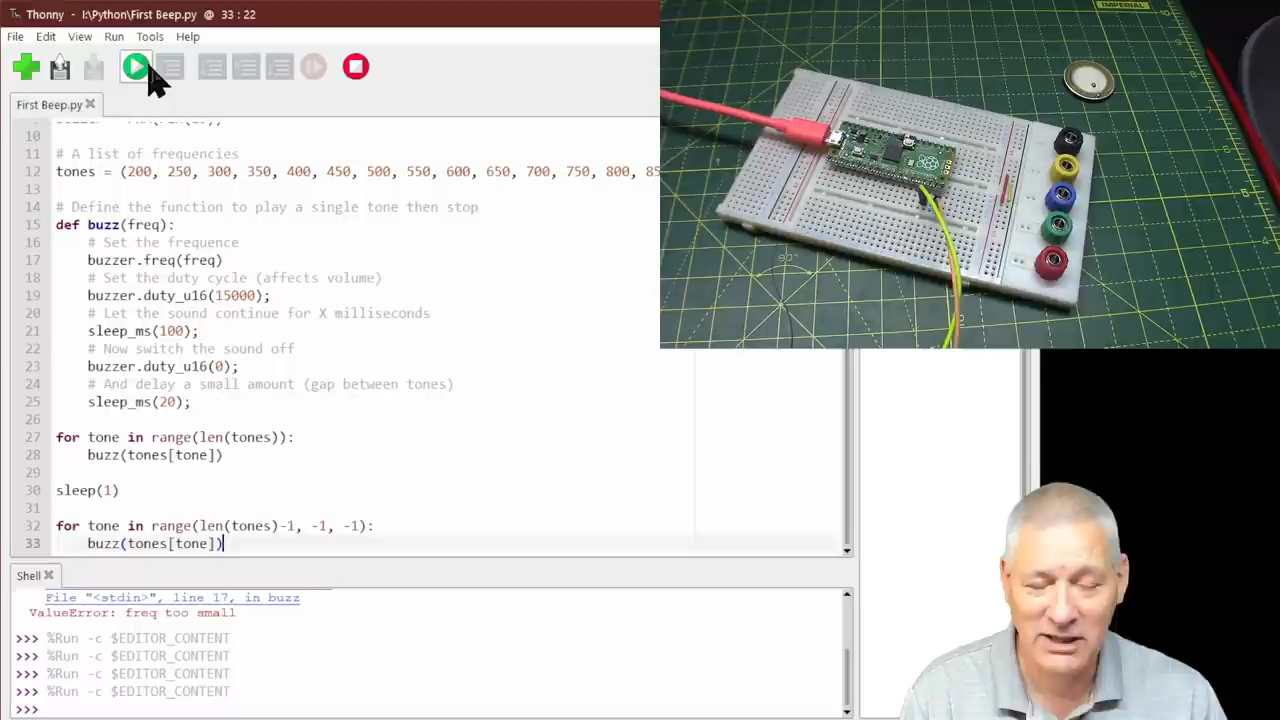 Thonny - I:\Python\First Beep.py @ 33 : 22
File Edit View Run Tools Help
First Beep.py
10
11 # A list of frequencies
12 tones = (200, 250, 300, 350, 400, 450, 500, 550, 600, 650, 700, 750, 800, 85
13
14 # Define the function to play a single tone then stop
15 def buzz(freq):
16 # Set the frequence
17 buzzer.freq(freq)
18 # Set the duty cycle (affects volume)
19 buzzer.duty_u16(15000);
20 # Let the sound continue for X milliseconds
21 sleep_ms(100);
22 # Now switch the sound off
23 buzzer.duty_u16(0);
24 # And delay a small amount (gap between tones)
25 sleep_ms(20);
26
27 for tone in range(len(tones)):
28 buzz(tones[tone])
29
30 sleep(1)
31
32 for tone in range(len(tones)-1, -1, -1):
33 buzz(tones[tone])
Shell
File "<stdin>", line 17, in buzz
ValueError: freq too small
>>> %Run -c $EDITOR_CONTENT
>>> %Run -c $EDITOR_CONTENT
>>> %Run -c $EDITOR_CONTENT
>>> %Run -c $EDITOR_CONTENT
>>>
IMPERIAL
90°